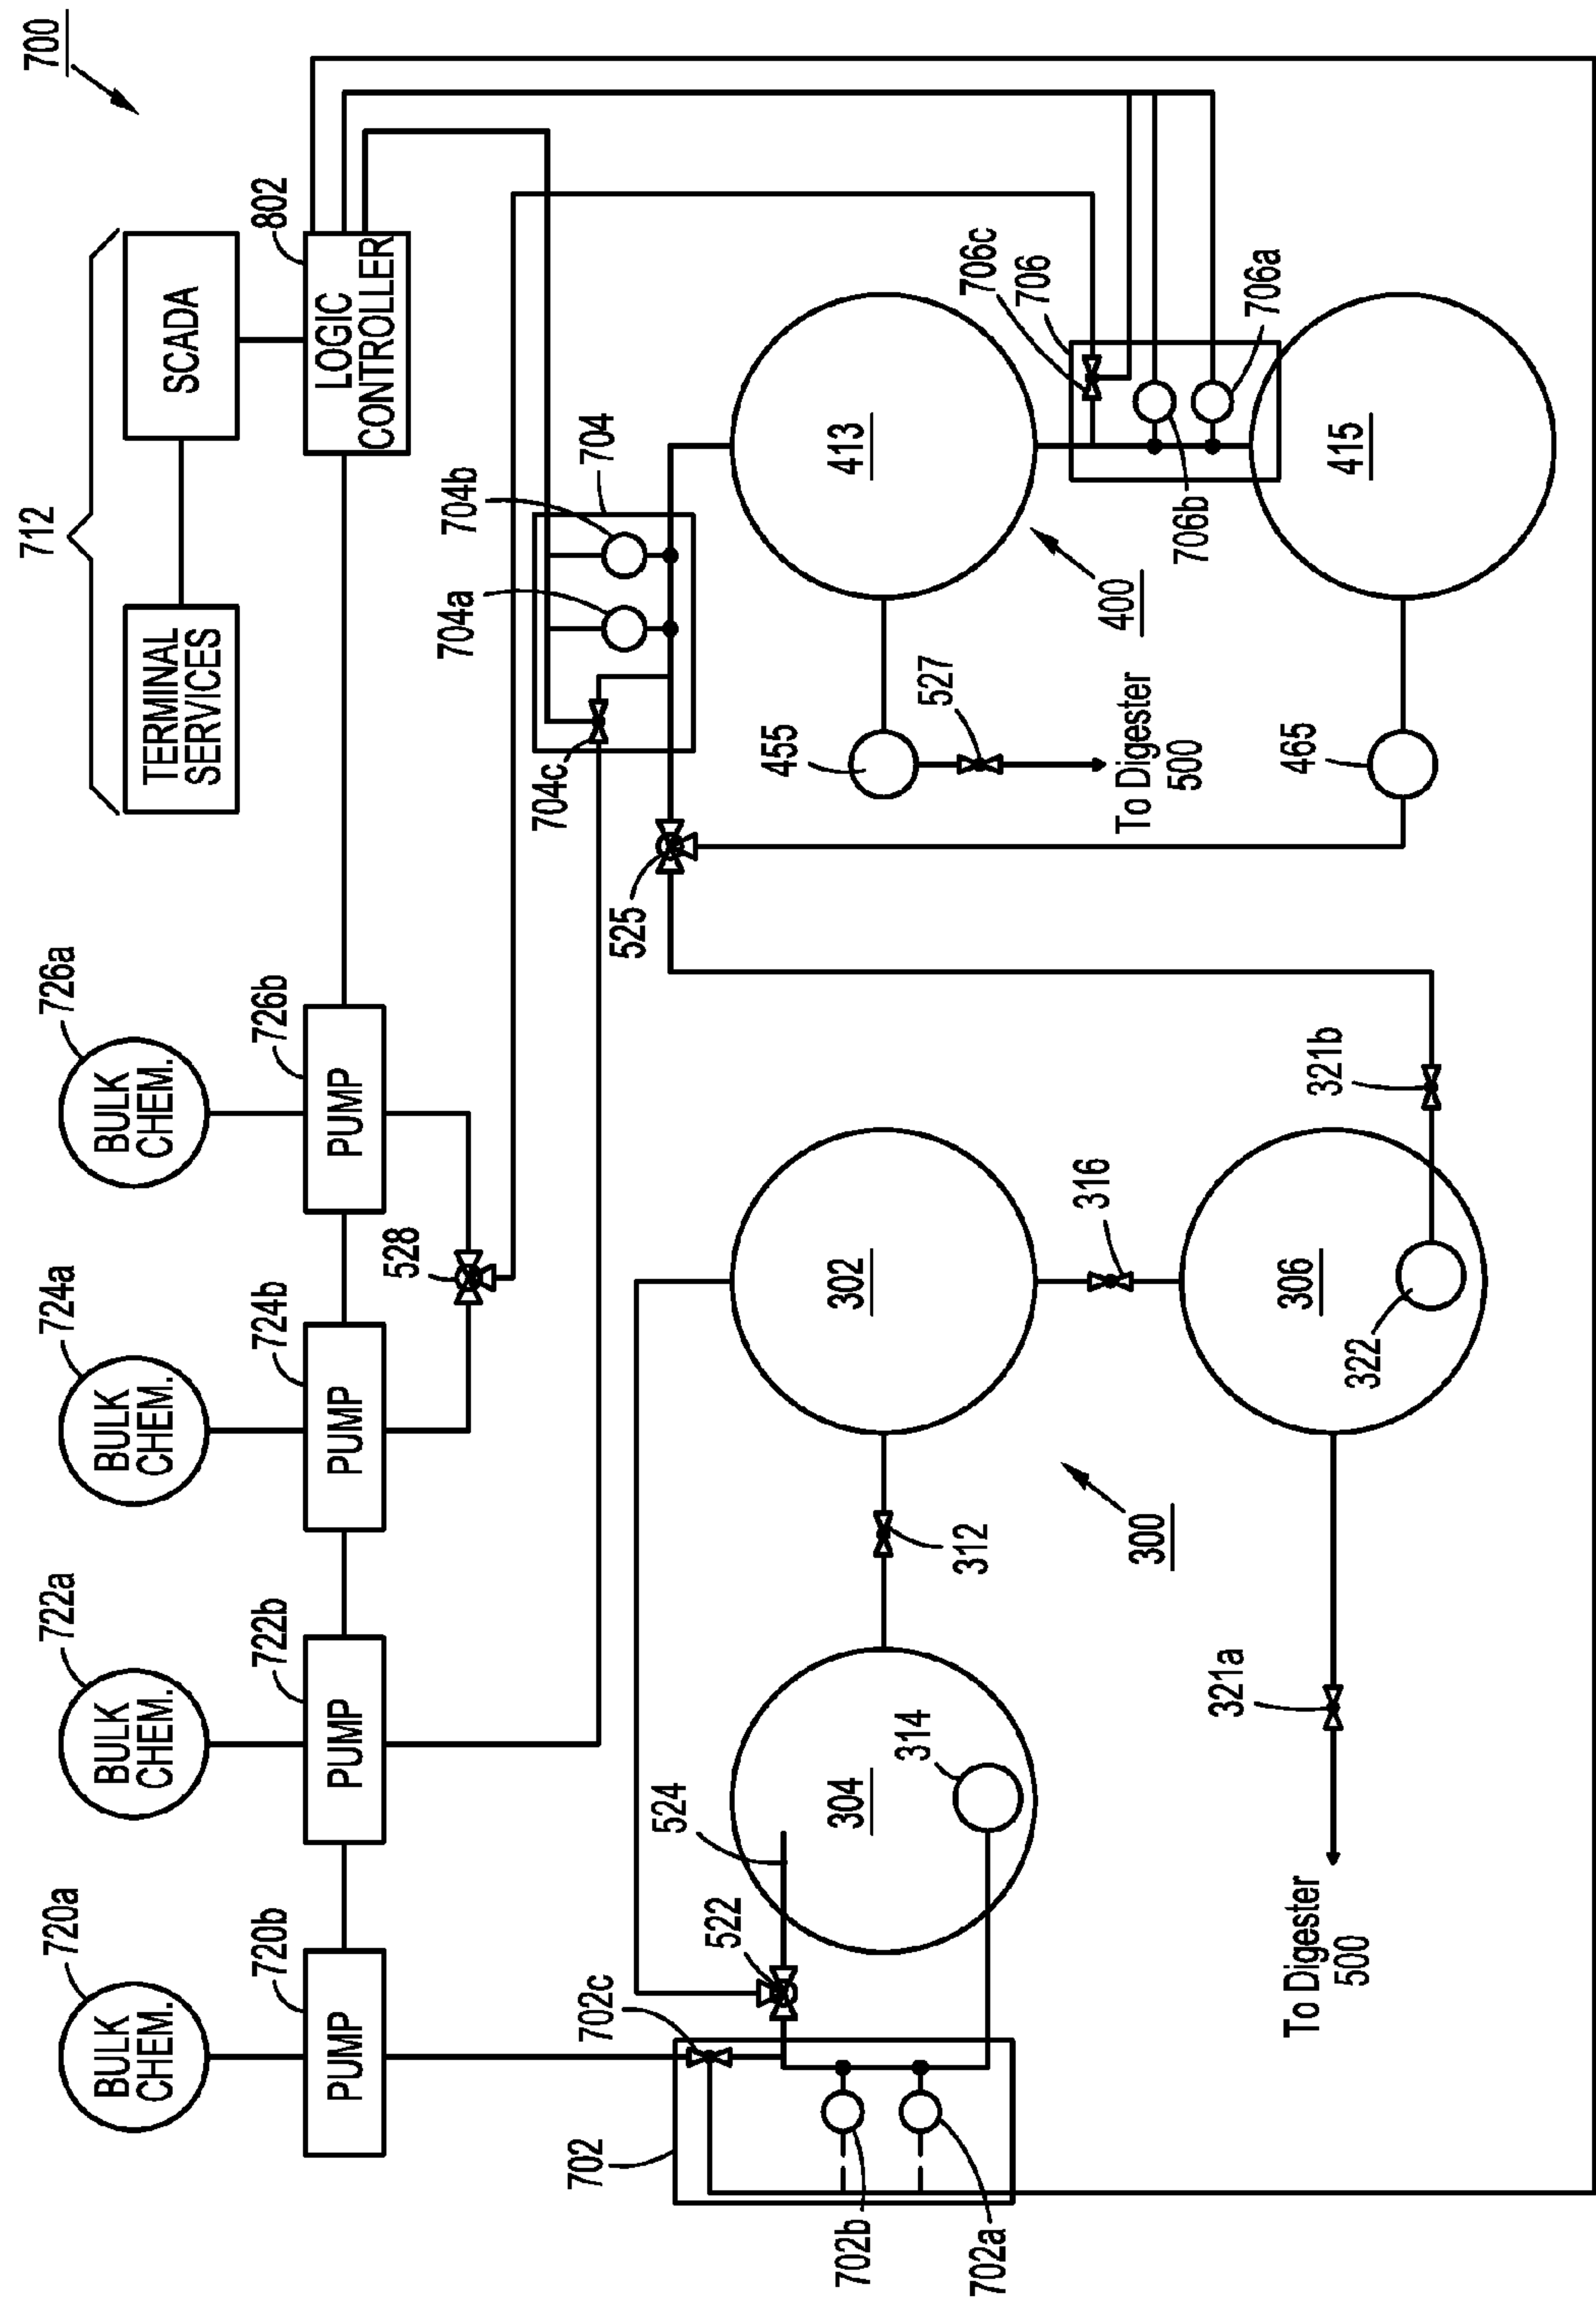 700
712
TERMINAL
SERVICES
SCADA
LOGIC
CONTROLLER
802
720a
BULK
CHEM.
722a
BULK
CHEM.
724a
BULK
CHEM.
726a
BULK
CHEM.
720b
PUMP
722b
PUMP
724b
PUMP
726b
PUMP
528
704a
704b
704
704c
525
702
702c
522
524
304
314
702b
702a
312
302
316
300
306
322
321a
321b
To Digester
500
455
527
To Digester
500
465
413
400
415
706c
706
706b
706a